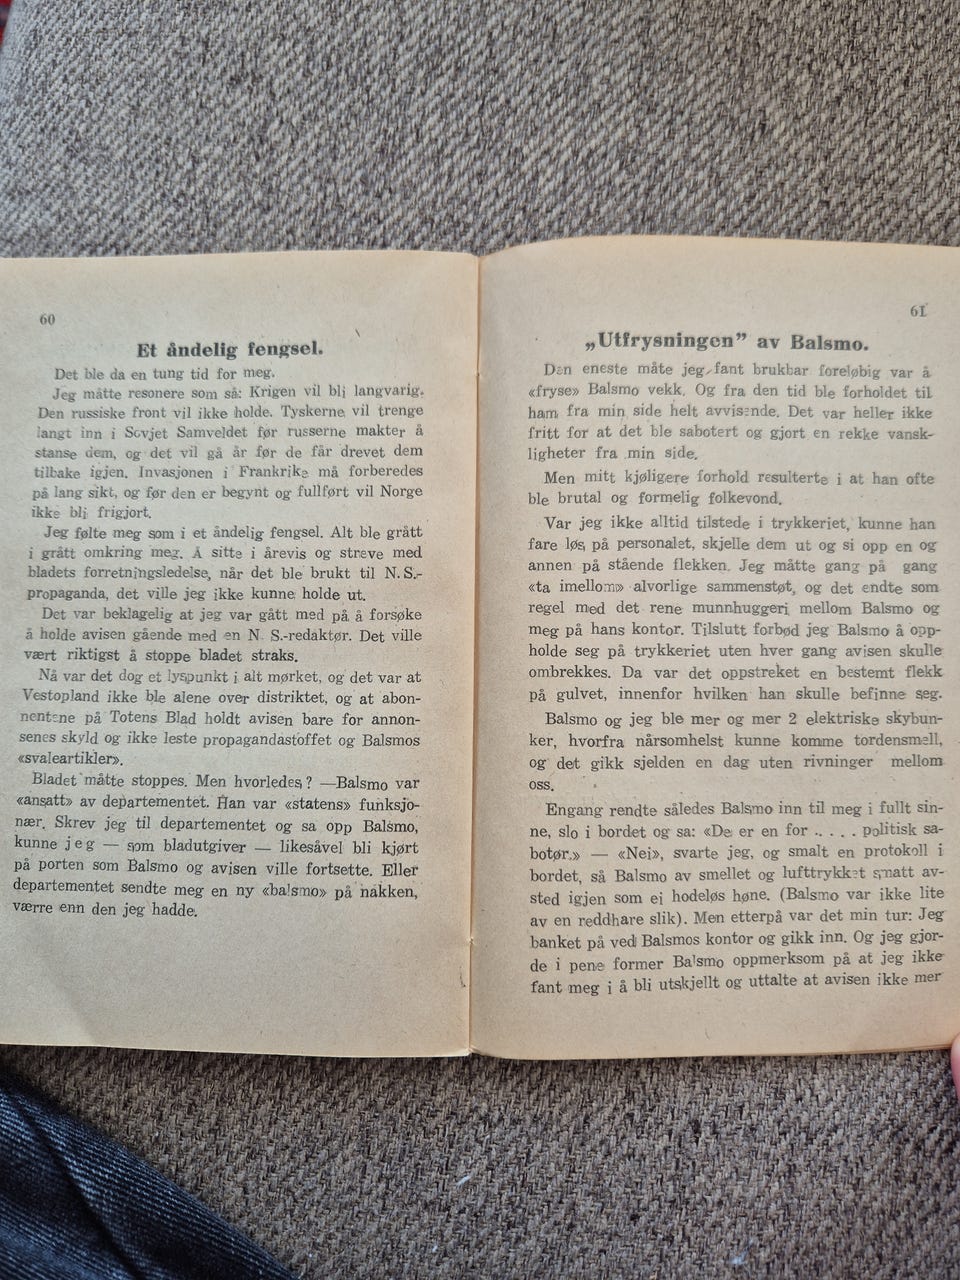 60
Et åndelig fengsel.
Det ble da en tung tid for meg.
Jeg måtte resonere som så: Krigen vil bli langvarig.
Den russiske front vil ikke holde. Tyskerne vil trenge
langt inn i Sovjet Samveldet før russerne makter å
stanse dem, og det vil gå år før de får drevet dem
tilbake igjen. Invasjonen i Frankrike må forberedes
på lang sikt, og før den er begynt og fullført vil Norge
ikke bli frigjort.
Jeg følte meg som i et åndelig fengsel. Alt ble grått
i grått omkring meg. Å sitte i årevis og streve med
bladets forretningsledelse, når det ble brukt til N.S.-
propaganda, det ville jeg ikke kunne holde ut.
Det var beklagelig at jeg var gått med på å forsøke
å holde avisen gående med en N. S.-redaktør. Det ville
vært riktigst å stoppe bladet straks.
Nå var det dog et lyspunkt i alt mørket, og det var at
Vestopland ikke ble alene over distriktet, og at abon-
nentene på Totens Blad holdt avisen bare for annon-
senes skyld og ikke leste propagandastoffet og Balsmos
«svaleartikler».
Bladet måtte stoppes. Men hvorledes? —Balsmo var
«ansatt» av departementet. Han var «statens» funksjo-
nær. Skrev jeg til departementet og sa opp Balsmo,
kunne jeg — som bladutgiver — likesåvel bli kjørt
på porten som Balsmo og avisen ville fortsette. Eller
departementet sendte meg en ny «balsmo» på nakken,
værre enn den jeg hadde.
61
„Utfrysningen” av Balsmo.
Den eneste måte jeg fant brukbar foreløbig var å
«fryse» Balsmo vekk. Og fra den tid ble forholdet til
ham fra min side helt avvisende. Det var heller ikke
fritt for at det ble sabotert og gjort en rekke vansk-
ligheter fra min side.
Men mitt kjøligere forhold resulterte i at han ofte
ble brutal og formelig folkevond.
Var jeg ikke alltid tilstede i trykkeriet, kunne han
fare løs på personalet, skjelle dem ut og si opp en og
annen på stående flekken. Jeg måtte gang på gang
«ta imellom» alvorlige sammenstøt, og det endte som
regel med det rene munnhuggeri mellom Balsmo og
meg på hans kontor. Tilslutt forbød jeg Balsmo å opp-
holde seg på trykkeriet uten hver gang avisen skulle
ombrekkes. Da var det oppstreket en bestemt flekk
på gulvet, innenfor hvilken han skulle befinne seg.
Balsmo og jeg ble mer og mer 2 elektriske skybun-
ker, hvorfra nårsomhelst kunne komme tordensmell,
og det gikk sjelden en dag uten rivninger mellom
oss.
Engang rendte således Balsmo inn til meg i fullt sin-
ne, slo i bordet og sa: «De er en for ..... politisk sa-
botør.» — «Nei», svarte jeg, og smalt en protokoll i
bordet, så Balsmo av smellet og lufttrykket smatt av-
sted igjen som ei hodeløs høne. (Balsmo var ikke lite
av en reddhare slik). Men etterpå var det min tur: Jeg
banket på ved Balsmos kontor og gikk inn. Og jeg gjor-
de i pene former Balsmo oppmerksom på at jeg ikke
fant meg i å bli utskjellt og uttalte at avisen ikke mer